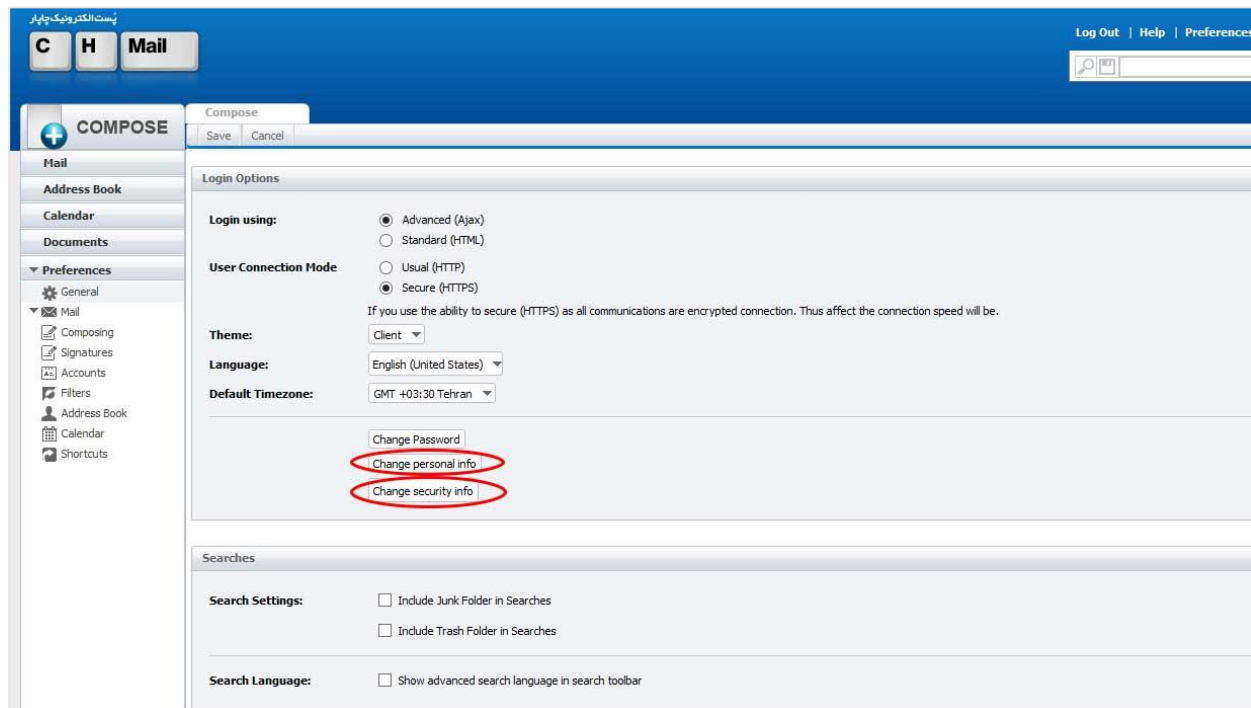 پُست الکترونیک چاپار
C H Mail
Log Out | Help | Preferences
COMPOSE
Compose
Save Cancel
Mail
Address Book
Calendar
Documents
Preferences
General
Mail
Composing
Signatures
Accounts
Filters
Address Book
Calendar
Shortcuts
Login Options
Login using:
Advanced (Ajax)
Standard (HTML)
User Connection Mode
Usual (HTTP)
Secure (HTTPS)
If you use the ability to secure (HTTPS) as all communications are encrypted connection. Thus affect the connection speed will be.
Theme: Client
Language: English (United States)
Default Timezone: GMT +03:30 Tehran
Change Password
Change personal info
Change security info
Searches
Search Settings: Include Junk Folder in Searches
Include Trash Folder in Searches
Search Language: Show advanced search language in search toolbar